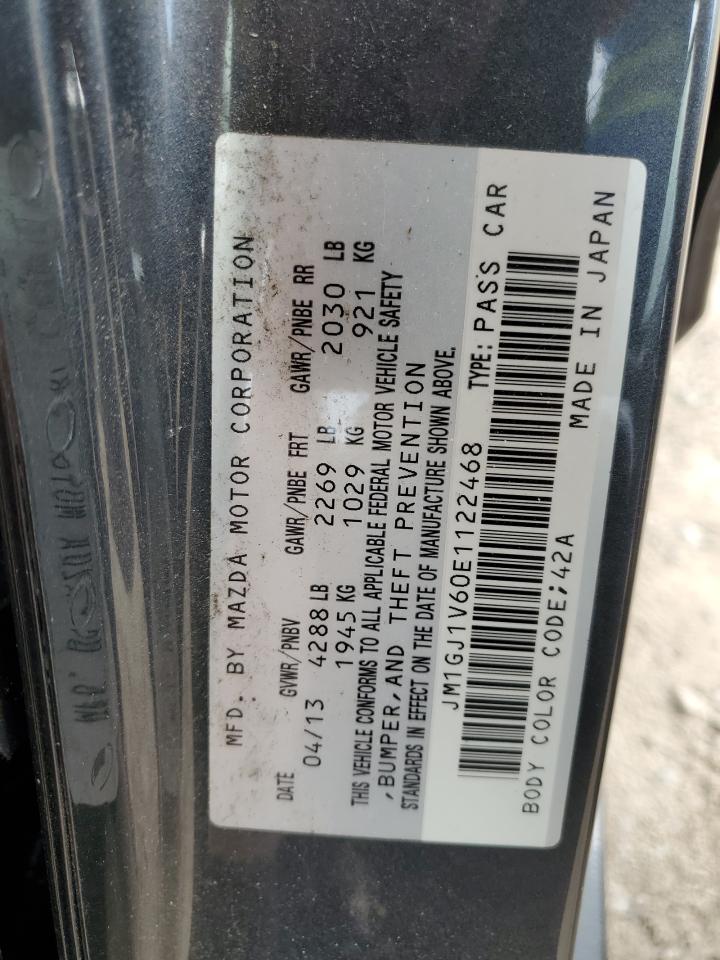 MFD. BY MAZDA MOTOR CORPORATION
DATE GVWR/PNBV GAWR/PNBE FRT GAWR/PNBE RR
04/13 4288 LB 2269 LB 2030 LB
1945 KG 1029 KG 921 KG
THIS VEHICLE CONFORMS TO ALL APPLICABLE FEDERAL MOTOR VEHICLE SAFETY
,BUMPER,AND THEFT PREVENTION
STANDARDS IN EFFECT ON THE DATE OF MANUFACTURE SHOWN ABOVE.
JM1GJ1V60E1122468 TYPE: PASS CAR
BODY COLOR CODE;42A MADE IN JAPAN